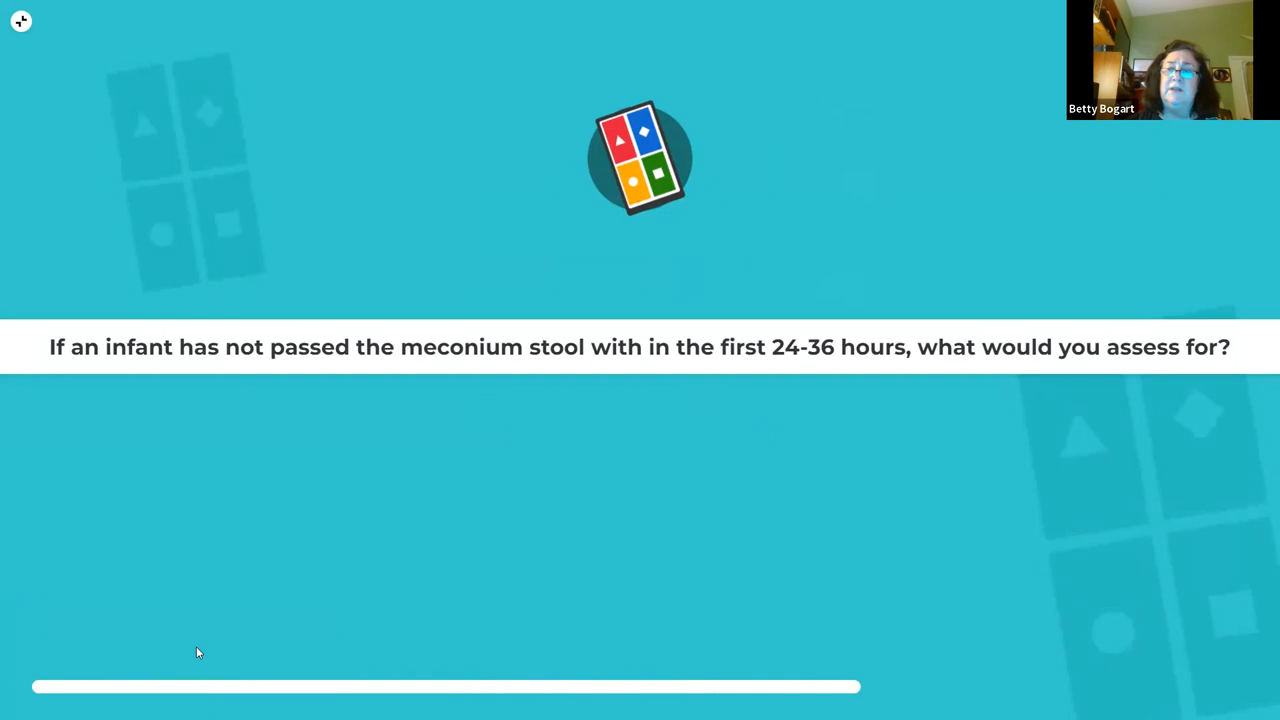 Betty Bogart
If an infant has not passed the meconium stool with in the first 24-36 hours, what would you assess for?